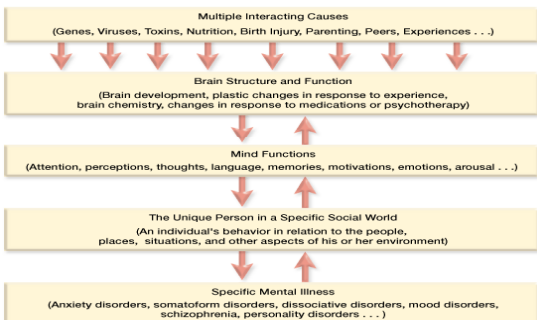 Multiple Interacting Causes
(Genes, Viruses, Toxins, Nutrition, Birth Injury, Parenting, Peers, Experiences . . .)
Brain Structure and Function
(Brain development, plastic changes in response to experience,
brain chemistry, changes in response to medications or psychotherapy)
Mind Functions
(Attention, perceptions, thoughts, language, memories, motivations, emotions, arousal . . .)
The Unique Person in a Specific Social World
(An individual's behavior in relation to the people,
places, situations, and other aspects of his or her environment)
Specific Mental Illness
(Anxiety disorders, somatoform disorders, dissociative disorders, mood disorders,
schizophrenia, personality disorders . . . )